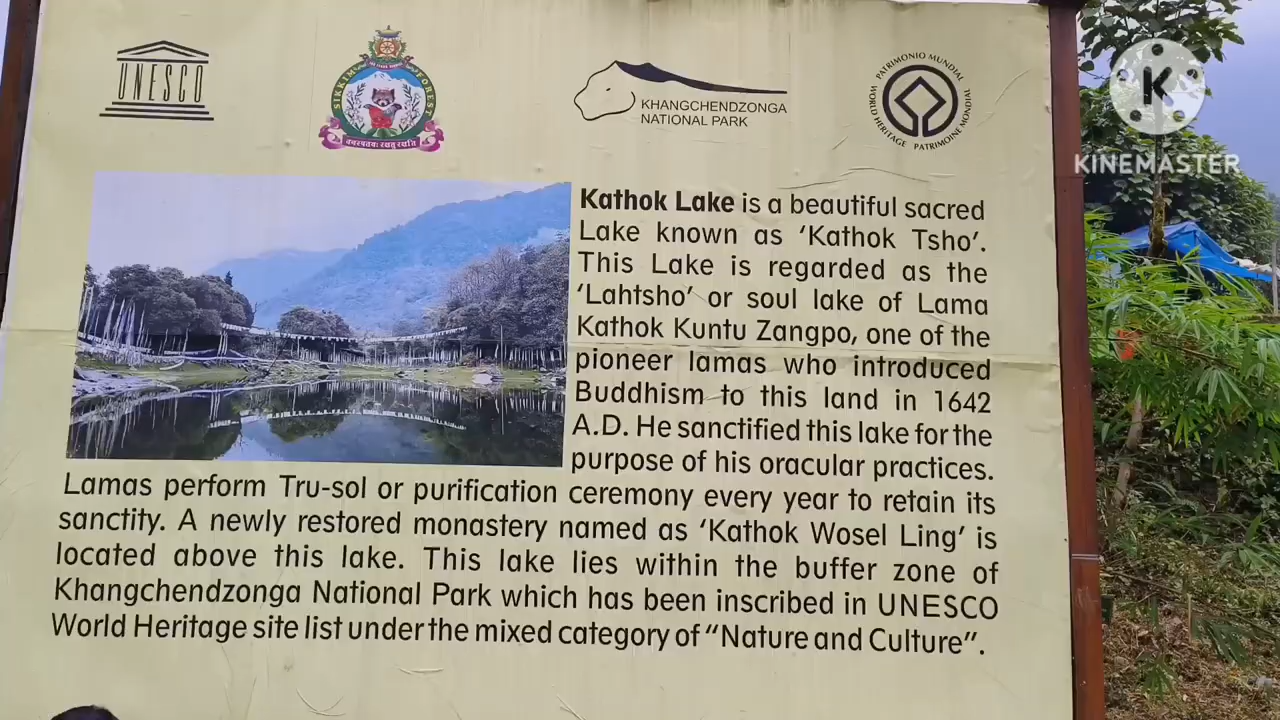 UNESCO
SIKKIM FOREST
KHANGCHENDZONGA
NATIONAL PARK
PATRIMONIO MUNDIAL
WORLD HERITAGE
PATRIMOINE MONDIAL
K
KINEMASTER
Kathok Lake is a beautiful sacred
Lake known as ‘Kathok Tsho’.
This Lake is regarded as the
‘Lahtsho’ or soul lake of Lama
Kathok Kuntu Zangpo, one of the
pioneer lamas who introduced
Buddhism to this land in 1642
A.D. He sanctified this lake for the
purpose of his oracular practices.
Lamas perform Tru-sol or purification ceremony every year to retain its
sanctity. A newly restored monastery named as ‘Kathok Wosel Ling’ is
located above this lake. This lake lies within the buffer zone of
Khangchendzonga National Park which has been inscribed in UNESCO
World Heritage site list under the mixed category of “Nature and Culture”.